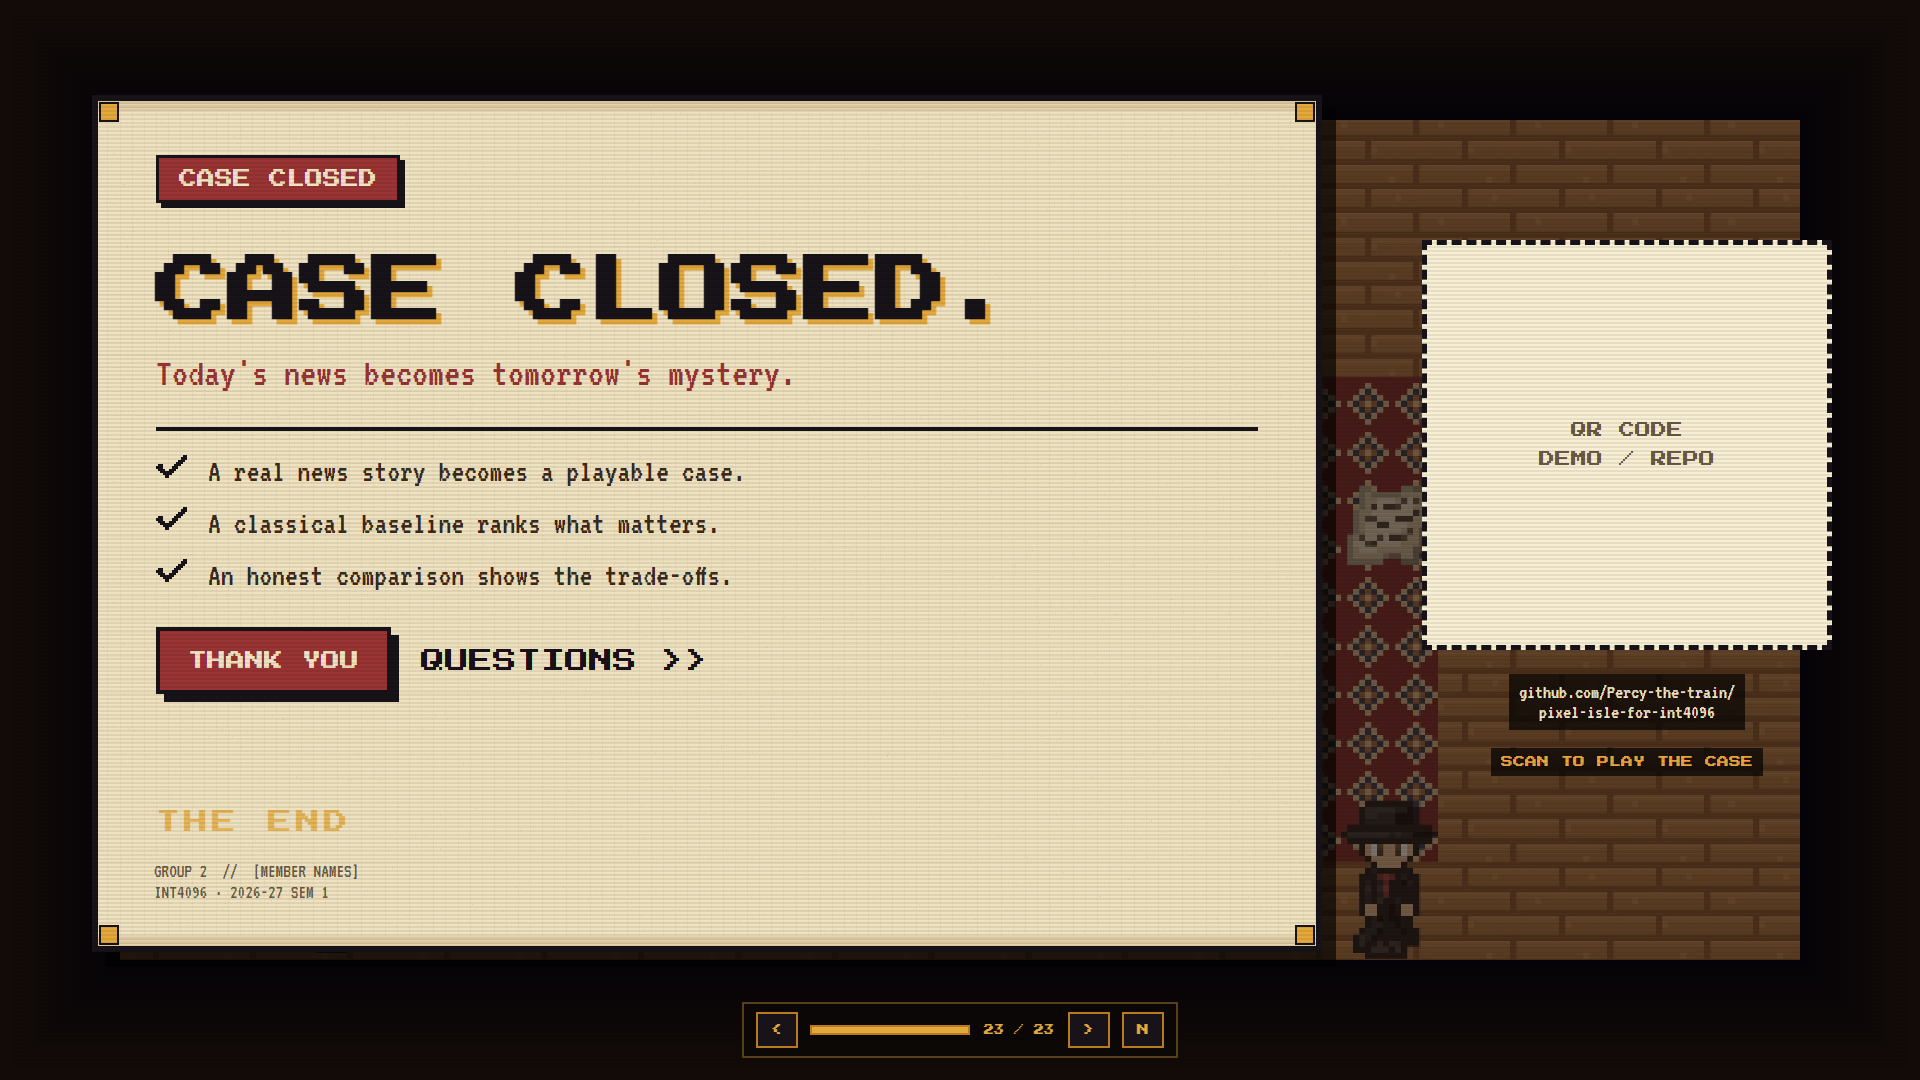 CASE CLOSED
CASE CLOSED.
Today's news becomes tomorrow's mystery.
A real news story becomes a playable case.
A classical baseline ranks what matters.
An honest comparison shows the trade-offs.
THANK YOU
QUESTIONS >>
THE END
GROUP 2 // [MEMBER NAMES]
INT4096 · 2026-27 SEM 1
QR CODE
DEMO / REPO
github.com/Percy-the-train/
pixel-isle-for-int4096
SCAN TO PLAY THE CASE
< 23 / 23 > N